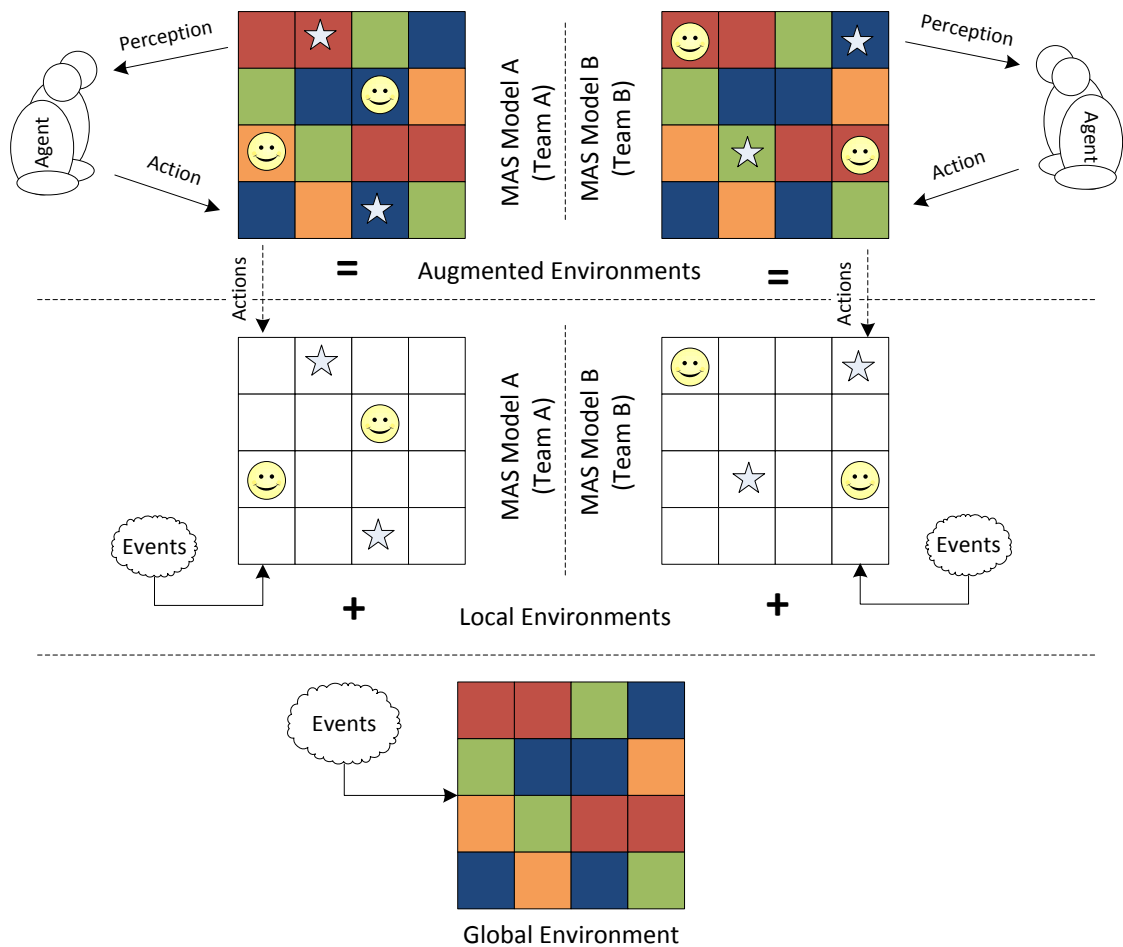 Perception
Agent
Action
MAS Model A
(Team A)
MAS Model B
(Team B)
Perception
Agent
Action
=
Augmented Environments
=
Actions
Actions
MAS Model A
(Team A)
MAS Model B
(Team B)
Events
Events
+
Local Environments
+
Events
Global Environment